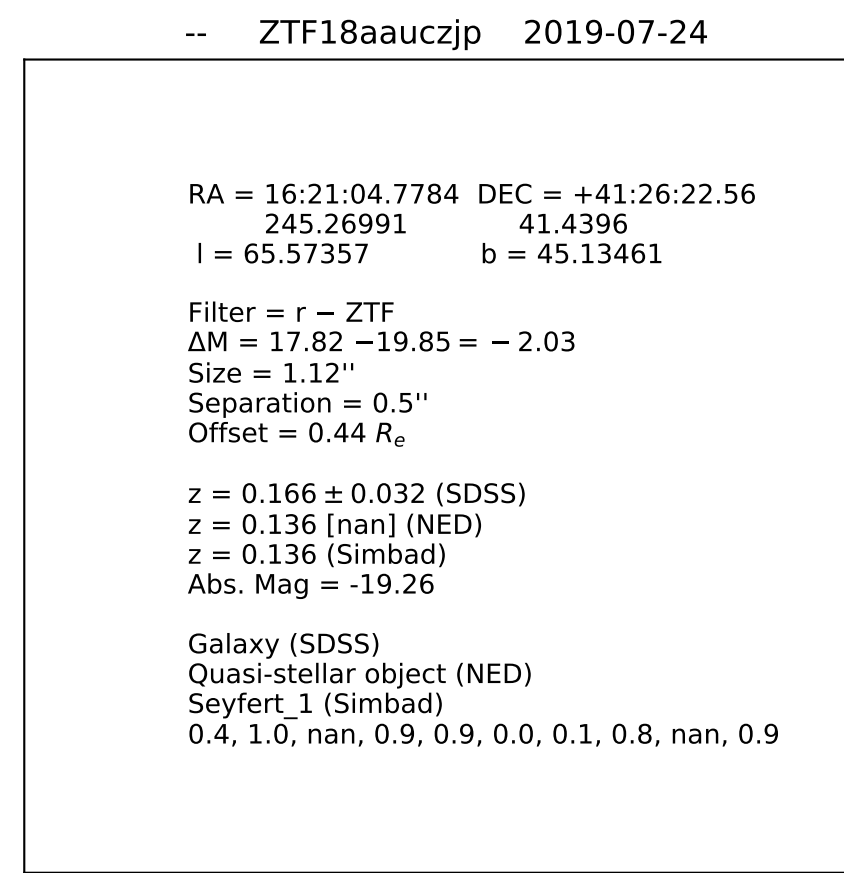 --   ZTF18aauczjp   2019-07-24
RA = 16:21:04.7784  DEC = +41:26:22.56
245.26991   41.4396
l = 65.57357   b = 45.13461
Filter = r − ZTF
ΔM = 17.82 −19.85 = − 2.03
Size = 1.12''
Separation = 0.5''
Offset = 0.44 Rₑ
z = 0.166 ± 0.032 (SDSS)
z = 0.136 [nan] (NED)
z = 0.136 (Simbad)
Abs. Mag = -19.26
Galaxy (SDSS)
Quasi-stellar object (NED)
Seyfert_1 (Simbad)
0.4, 1.0, nan, 0.9, 0.9, 0.0, 0.1, 0.8, nan, 0.9